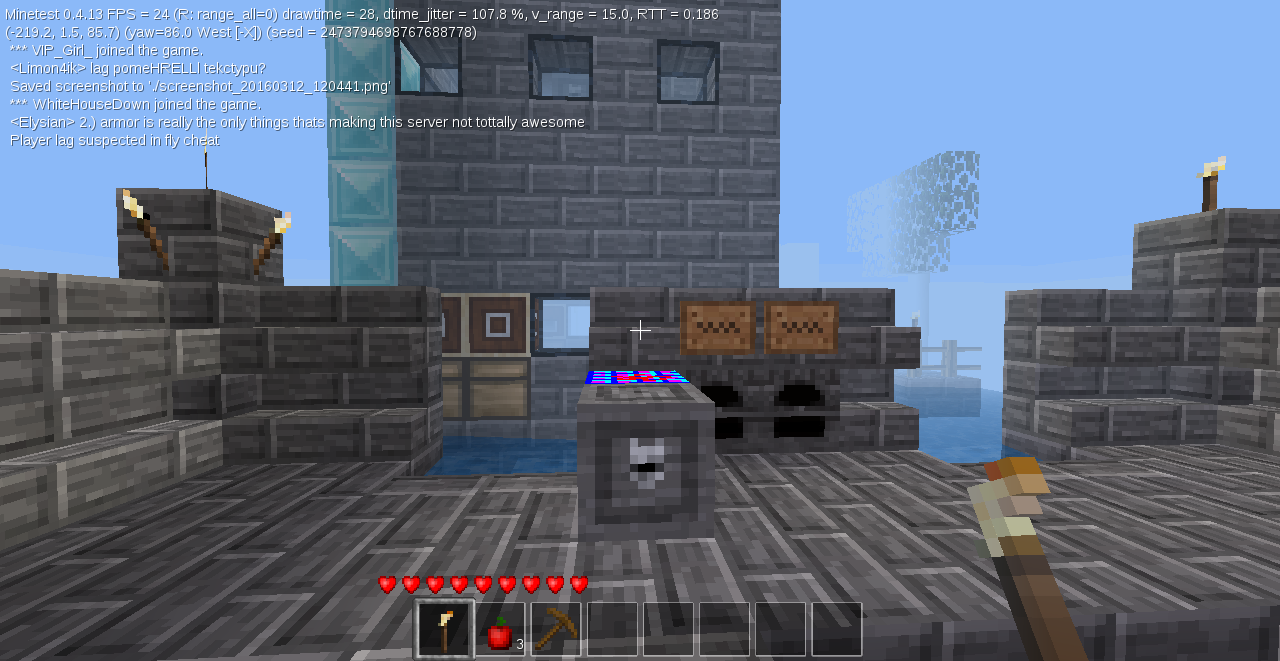 Minetest 0.4.13 FPS = 24 (R: range_all=0) drawtime = 28, dtime_jitter = 107.8 %, v_range = 15.0, RTT = 0.186
(-219.2, 1.5, 85.7) (yaw=86.0 West [-X]) (seed = 2473794698767688778)
*** VIP_Girl_ joined the game.
<Limon4ik> lag pomeHRELLl tekctypu?
Saved screenshot to './screenshot_20160312_120441.png'
*** WhiteHouseDown joined the game.
<Elysian> 2,) armor is really the only things thats making this server not tottally awesome
Player lag suspected in fly cheat
3